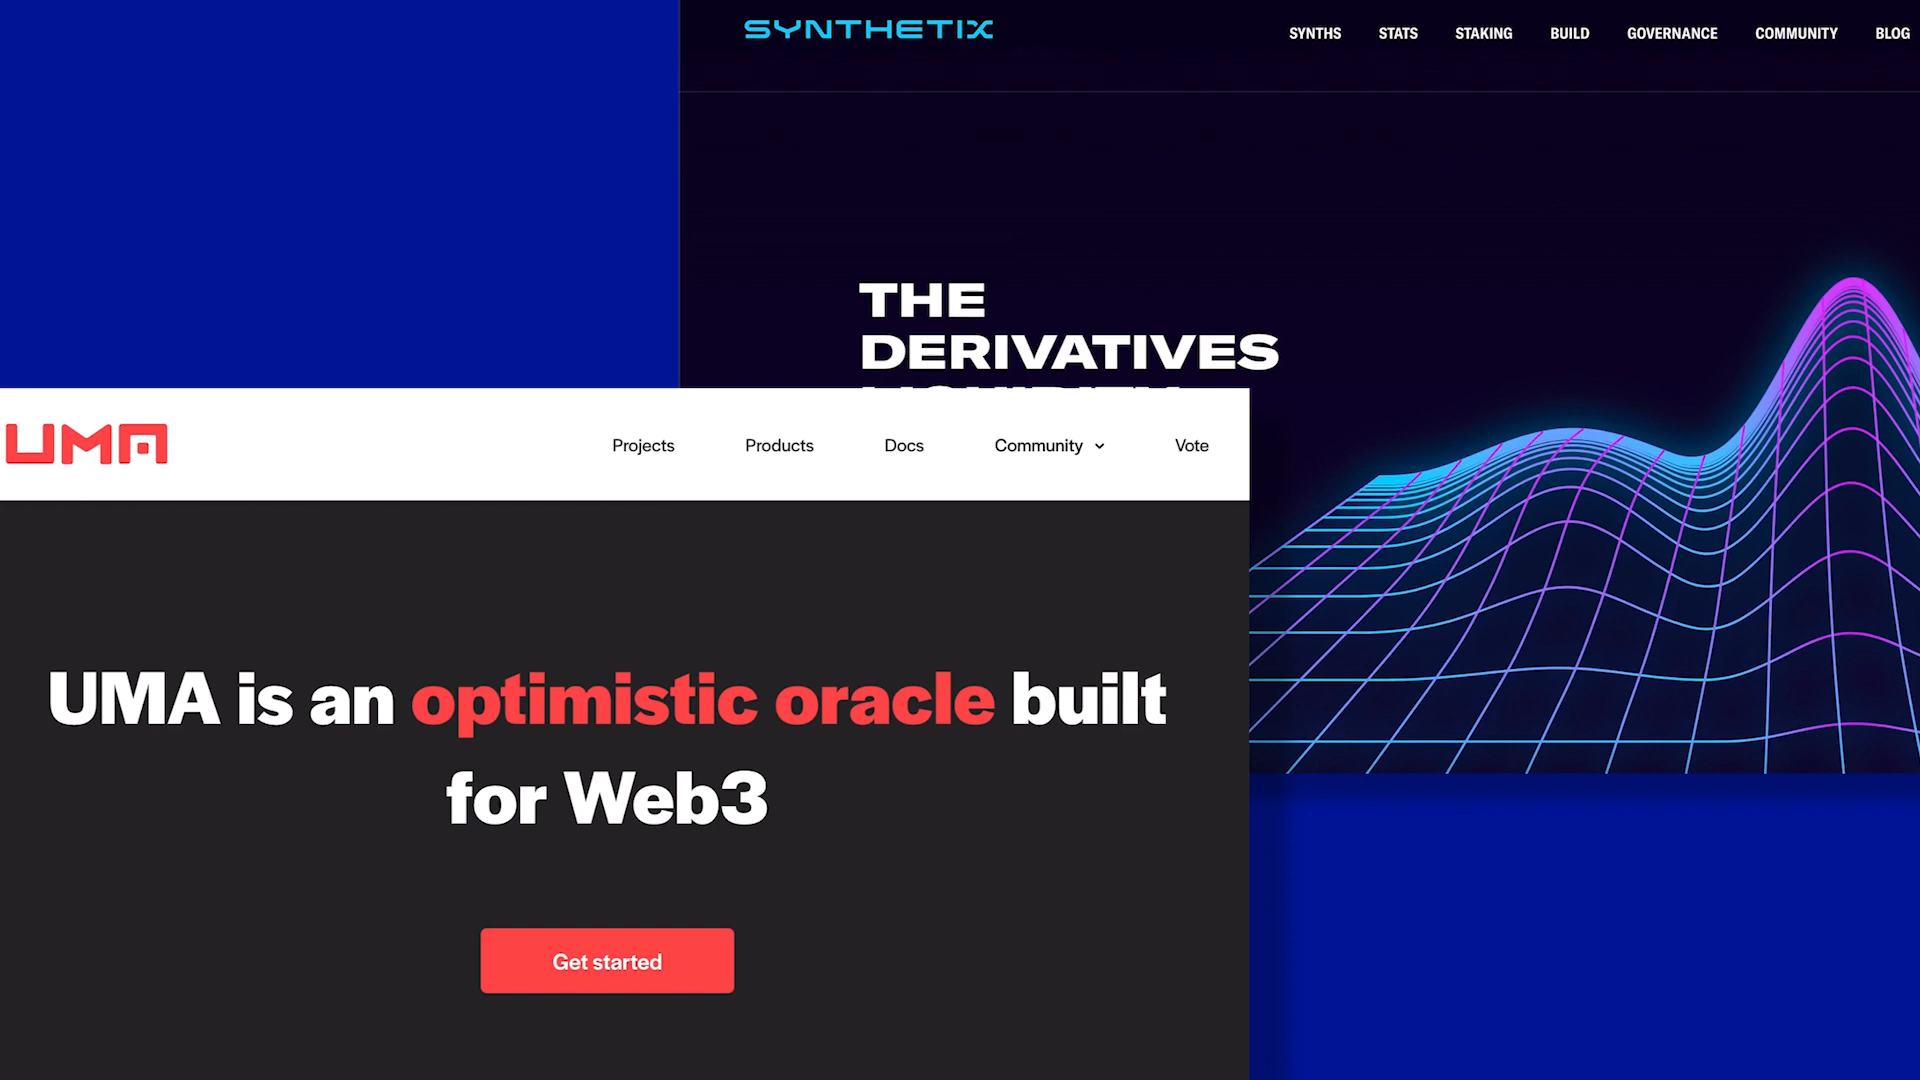 SYNTHETIX
SYNTHS STATS STAKING BUILD GOVERNANCE COMMUNITY BLOG
THE
DERIVATIVES
UMA
Projects Products Docs Community Vote
UMA is an optimistic oracle built
for Web3
Get started